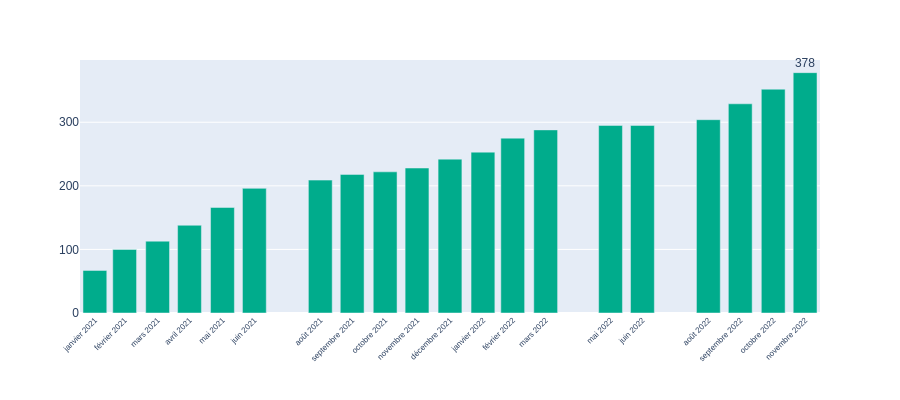 378
300
200
100
0
janvier 2021
février 2021
mars 2021
avril 2021
mai 2021
juin 2021
août 2021
septembre 2021
octobre 2021
novembre 2021
décembre 2021
janvier 2022
février 2022
mars 2022
mai 2022
juin 2022
août 2022
septembre 2022
octobre 2022
novembre 2022